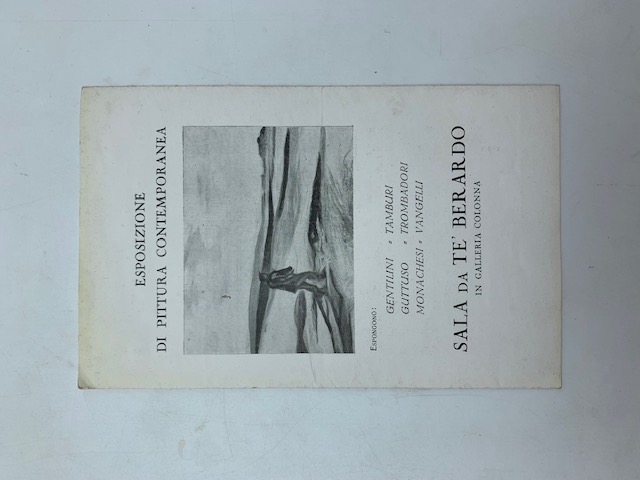 ESPOSIZIONE
DI PITTURA CONTEMPORANEA
ESPONGONO:
GENTILINI " TAMBURI
GUTTUSO " TROMBADORI
MONACHESI " VANGELLI
SALA DA TE' BERARDO
IN GALLERIA COLONNA